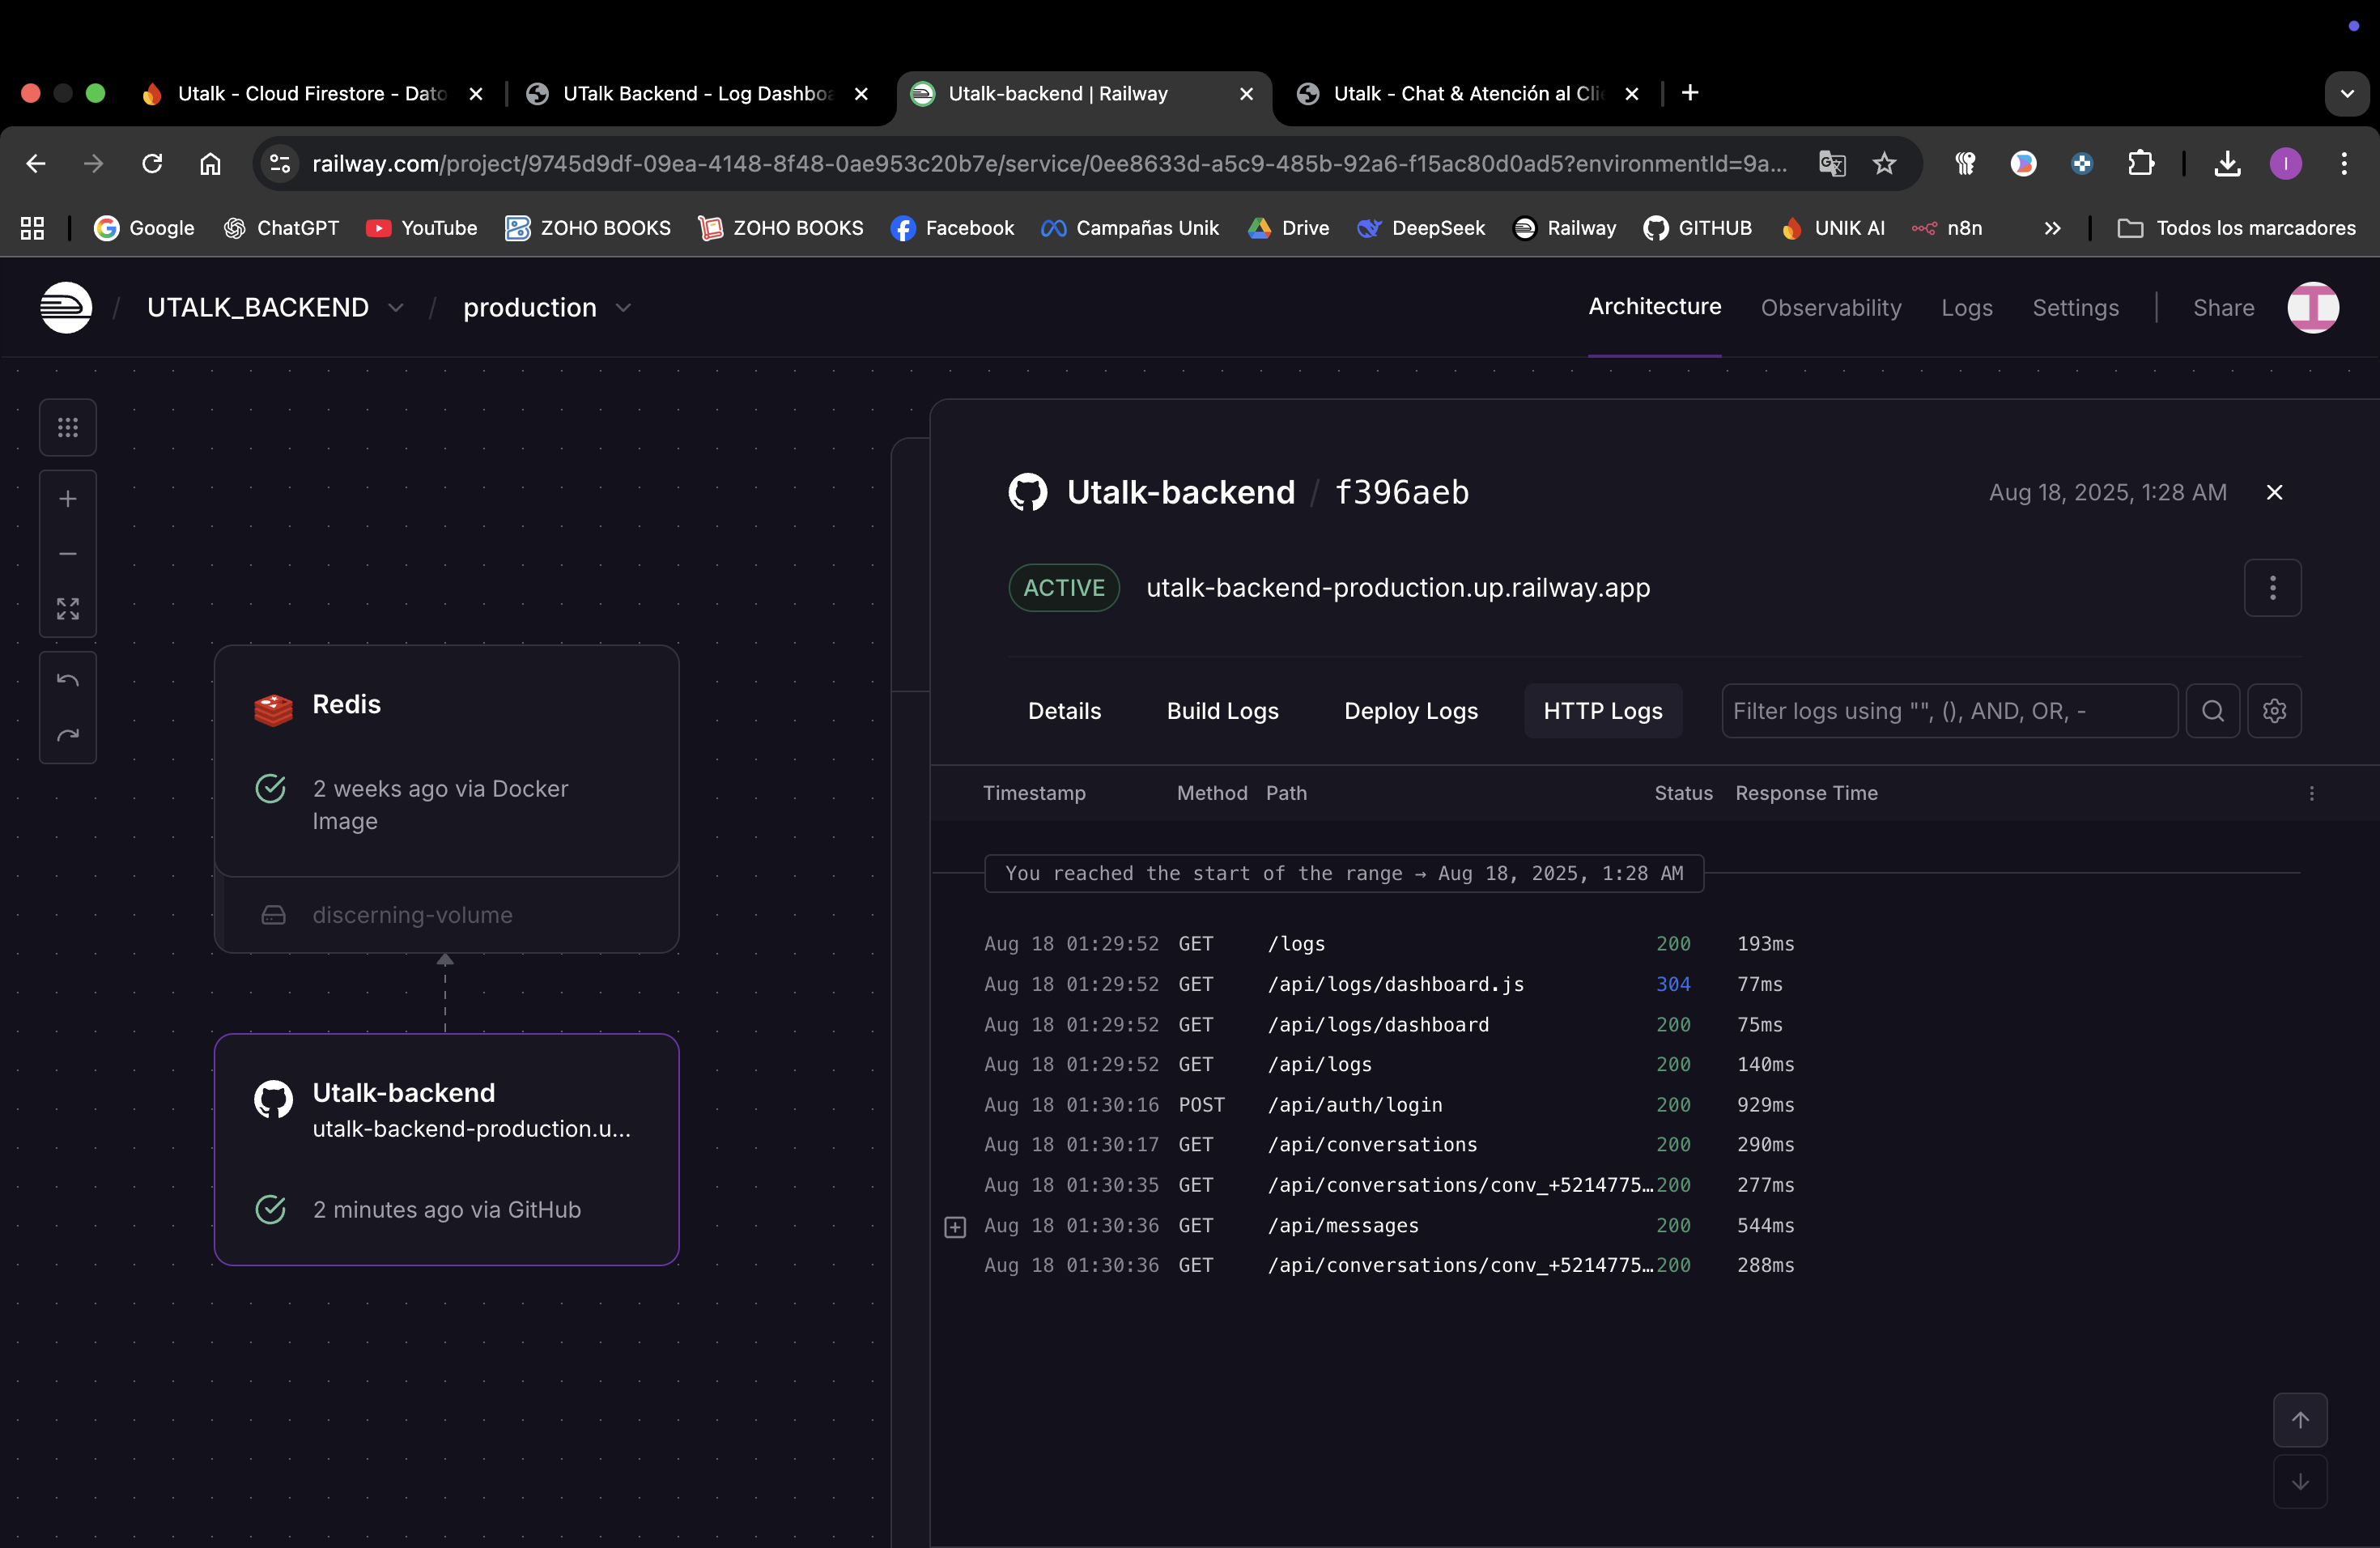 Utalk - Cloud Firestore - Dato
UTalk Backend - Log Dashboa
Utalk-backend | Railway
Utalk - Chat & Atención al Clie
railway.com/project/9745d9df-09ea-4148-8f48-0ae953c20b7e/service/0ee8633d-a5c9-485b-92a6-f15ac80d0ad5?environmentId=9a...
I
Google
ChatGPT
YouTube
ZOHO BOOKS
ZOHO BOOKS
Facebook
Campañas Unik
Drive
DeepSeek
Railway
GITHUB
UNIK AI
n8n
Todos los marcadores
/ UTALK_BACKEND / production
Architecture
Observability
Logs
Settings
Share
Redis
2 weeks ago via Docker
Image
discerning-volume
Utalk-backend
utalk-backend-production.u...
2 minutes ago via GitHub
Utalk-backend / f396aeb
Aug 18, 2025, 1:28 AM
ACTIVE utalk-backend-production.up.railway.app
Details
Build Logs
Deploy Logs
HTTP Logs
Filter logs using "", (), AND, OR, -
Timestamp Method Path Status Response Time
You reached the start of the range → Aug 18, 2025, 1:28 AM
Aug 18 01:29:52 GET /logs 200 193ms
Aug 18 01:29:52 GET /api/logs/dashboard.js 304 77ms
Aug 18 01:29:52 GET /api/logs/dashboard 200 75ms
Aug 18 01:29:52 GET /api/logs 200 140ms
Aug 18 01:30:16 POST /api/auth/login 200 929ms
Aug 18 01:30:17 GET /api/conversations 200 290ms
Aug 18 01:30:35 GET /api/conversations/conv_+5214775… 200 277ms
Aug 18 01:30:36 GET /api/messages 200 544ms
Aug 18 01:30:36 GET /api/conversations/conv_+5214775… 200 288ms